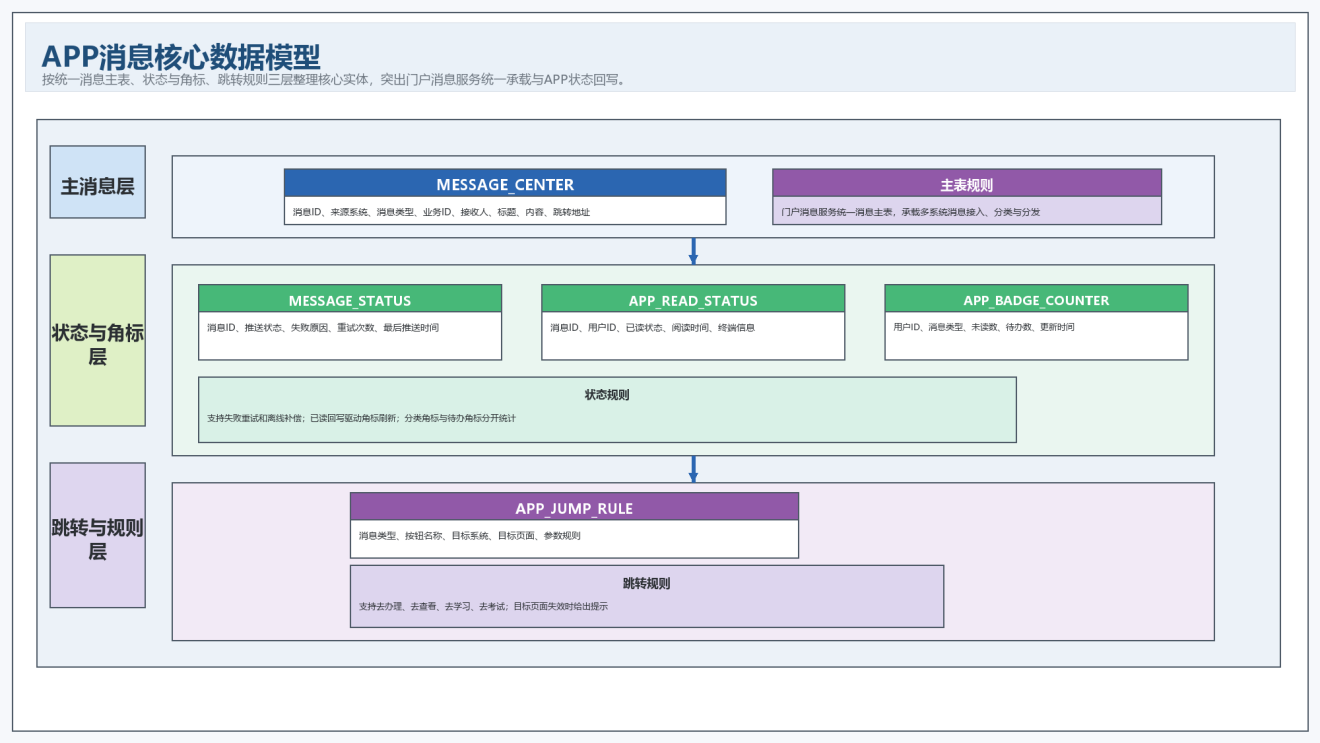 APP消息核心数据模型
按统一消息主表、状态与角标、跳转规则三层整理核心实体，突出门户消息服务统一承载与APP状态回写。
主消息层
MESSAGE_CENTER
消息ID、来源系统、消息类型、业务ID、接收人、标题、内容、跳转地址
主表规则
门户消息服务统一消息主表，承载多系统消息接入、分类与分发
状态与角标
层
MESSAGE_STATUS
消息ID、推送状态、失败原因、重试次数、最后推送时间
APP_READ_STATUS
消息ID、用户ID、已读状态、阅读时间、终端信息
APP_BADGE_COUNTER
用户ID、消息类型、未读数、待办数、更新时间
状态规则
支持失败重试和离线补偿；已读回写驱动角标刷新；分类角标与待办角标分开统计
跳转与规则
层
APP_JUMP_RULE
消息类型、按钮名称、目标系统、目标页面、参数规则
跳转规则
支持去办理、去查看、去学习、去考试；目标页面失效时给出提示